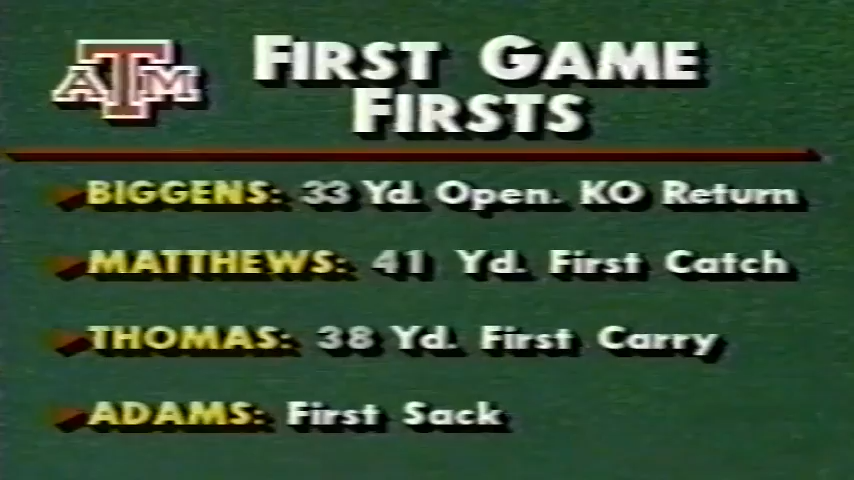 ATM
FIRST GAME
FIRSTS
BIGGENS: 33 Yd. Open. KO Return
MATTHEWS: 41 Yd. First Catch
THOMAS: 38 Yd. First Carry
ADAMS: First Sack